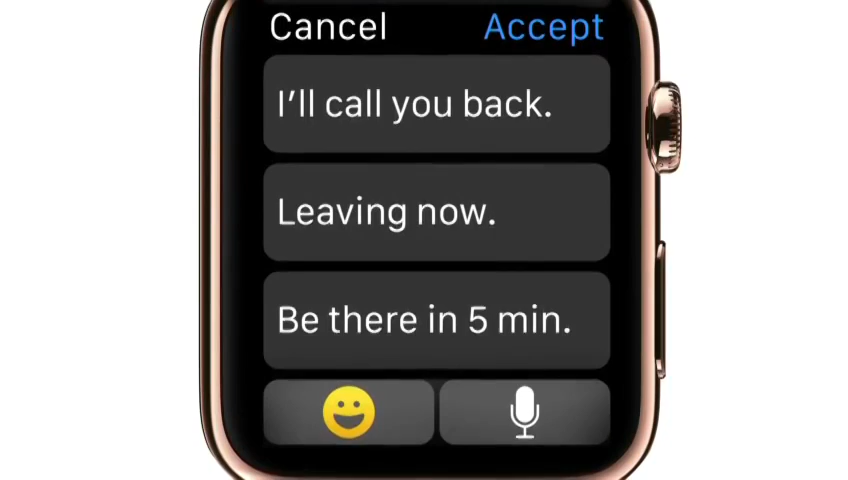 Cancel Accept
I'll call you back.
Leaving now.
Be there in 5 min.